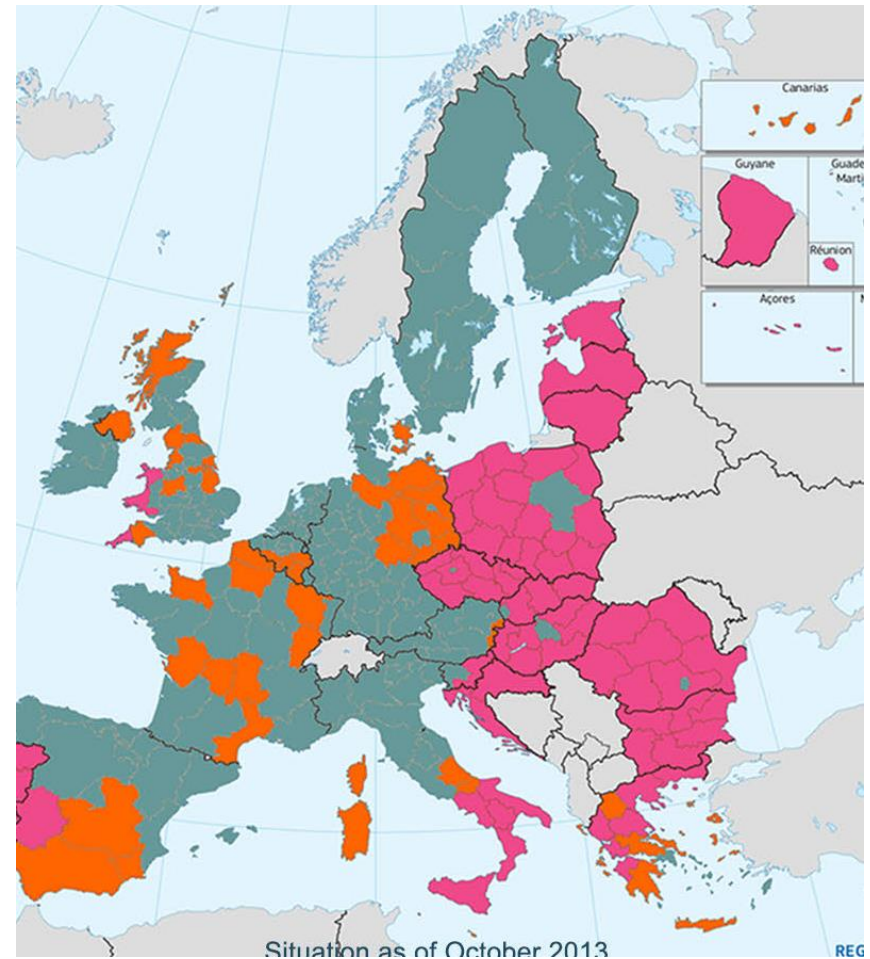 Canarias
Guyane
Guade
Marti
Réunion
Açores
Situation as of October 2013
REG